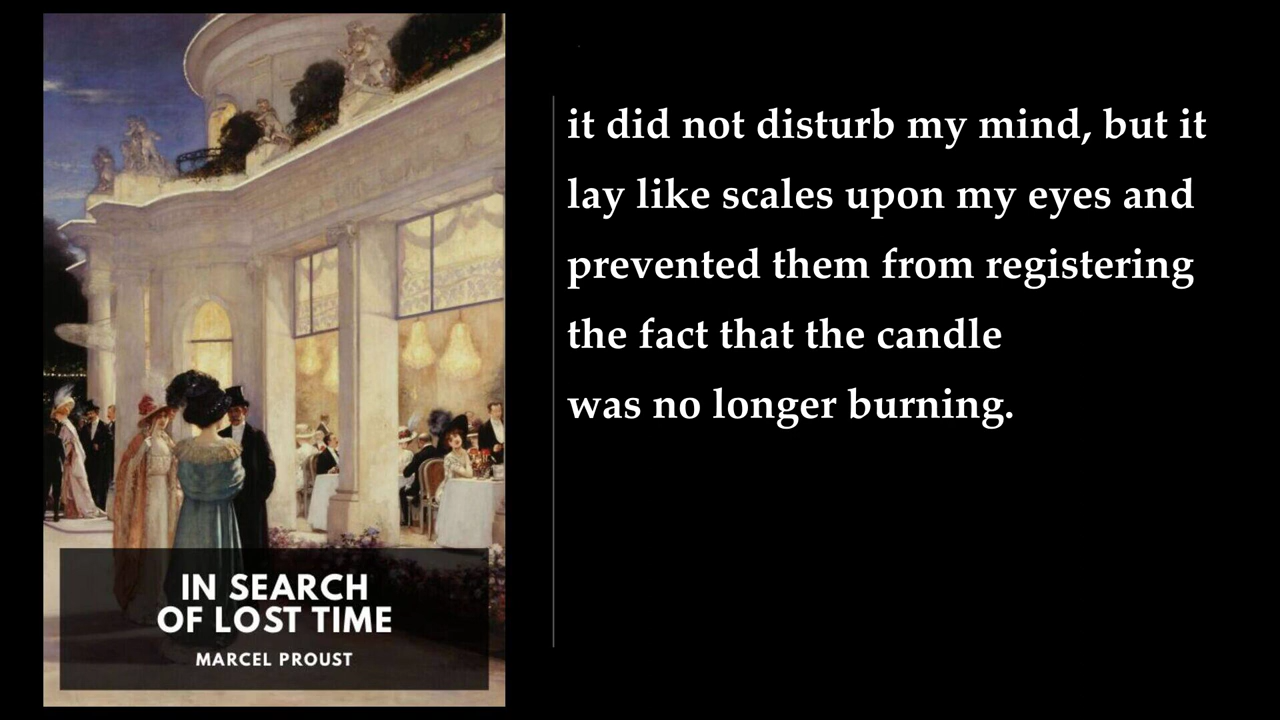 it did not disturb my mind, but it
lay like scales upon my eyes and
prevented them from registering
the fact that the candle
was no longer burning.
IN SEARCH
OF LOST TIME
MARCEL PROUST